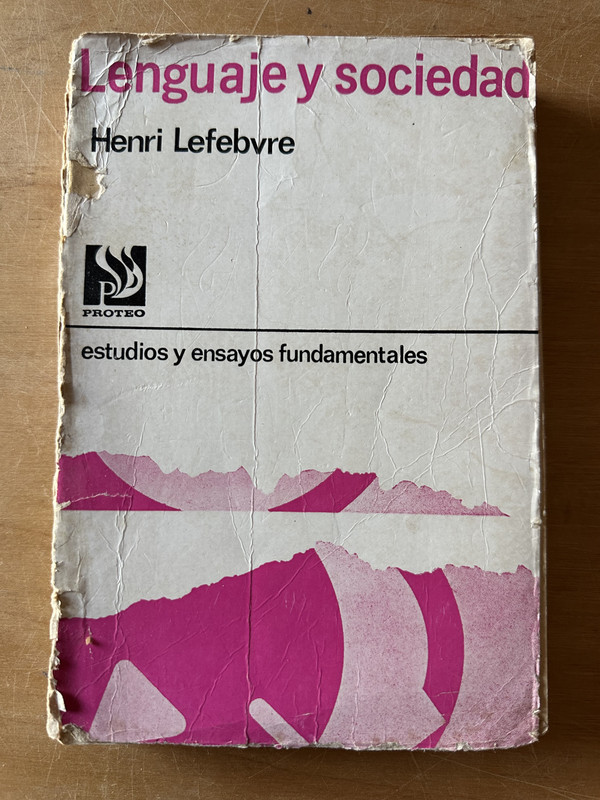 Lenguaje y sociedad
Henri Lefebvre
P
PROTEO
estudios y ensayos fundamentales